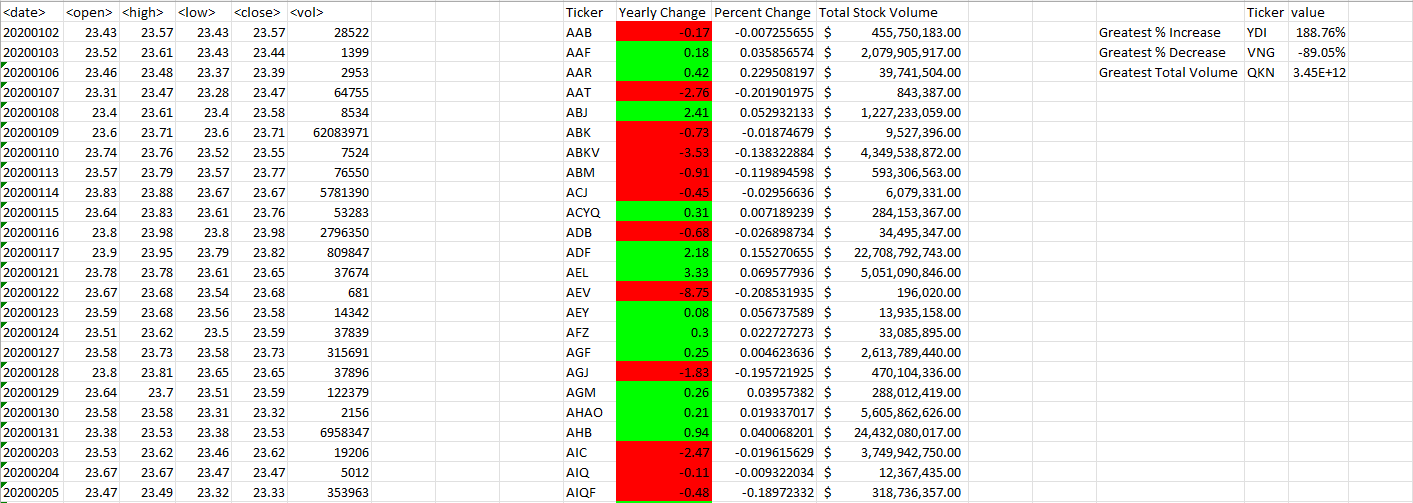 <date> <open> <high> <low> <close> <vol> Ticker Yearly Change Percent Change Total Stock Volume Ticker value
20200102 23.43 23.57 23.43 23.57 28522 AAB -0.17 -0.007255655 $ 455,750,183.00 Greatest % Increase YDI 188.76%
20200103 23.52 23.61 23.43 23.44 1399 AAF 0.18 0.035856574 $ 2,079,905,917.00 Greatest % Decrease VNG -89.05%
20200106 23.46 23.48 23.37 23.39 2953 AAR 0.42 0.229508197 $ 39,741,504.00 Greatest Total Volume QKN 3.45E+12
20200107 23.31 23.47 23.28 23.47 64755 AAT -2.76 -0.201901975 $ 843,387.00
20200108 23.4 23.61 23.4 23.58 8534 ABJ 2.41 0.052932133 $ 1,227,233,059.00
20200109 23.6 23.71 23.6 23.71 62083971 ABK -0.73 -0.01874679 $ 9,527,396.00
20200110 23.74 23.76 23.52 23.55 7524 ABKV -3.53 -0.138322884 $ 4,349,538,872.00
20200113 23.57 23.79 23.57 23.77 76550 ABM -0.91 -0.119894598 $ 593,306,563.00
20200114 23.83 23.88 23.67 23.67 5781390 ACJ -0.45 -0.02956636 $ 6,079,331.00
20200115 23.64 23.83 23.61 23.76 53283 ACYQ 0.31 0.007189239 $ 284,153,367.00
20200116 23.8 23.98 23.8 23.98 2796350 ADB -0.68 -0.026898734 $ 34,495,347.00
20200117 23.9 23.95 23.79 23.82 809847 ADF 2.18 0.155270655 $ 22,708,792,743.00
20200121 23.78 23.78 23.61 23.65 37674 AEL 3.33 0.069577936 $ 5,051,090,846.00
20200122 23.67 23.68 23.54 23.68 681 AEV -8.75 -0.208531935 $ 196,020.00
20200123 23.59 23.68 23.56 23.58 14342 AEY 0.08 0.056737589 $ 13,935,158.00
20200124 23.51 23.62 23.5 23.59 37839 AFZ 0.3 0.022727273 $ 33,085,895.00
20200127 23.58 23.73 23.58 23.73 315691 AGF 0.25 0.004623636 $ 2,613,789,440.00
20200128 23.8 23.81 23.65 23.65 37896 AGJ -1.83 -0.195721925 $ 470,104,336.00
20200129 23.64 23.7 23.51 23.59 122379 AGM 0.26 0.03957382 $ 288,012,419.00
20200130 23.58 23.58 23.31 23.32 2156 AHAO 0.21 0.019337017 $ 5,605,862,626.00
20200131 23.38 23.53 23.38 23.53 6958347 AHB 0.94 0.040068201 $ 24,432,080,017.00
20200203 23.53 23.62 23.46 23.62 19206 AIC -2.47 -0.019615629 $ 3,749,942,750.00
20200204 23.67 23.67 23.47 23.47 5012 AIQ -0.11 -0.009322034 $ 12,367,435.00
20200205 23.47 23.49 23.32 23.33 353963 AIQF -0.48 -0.18972332 $ 318,736,357.00